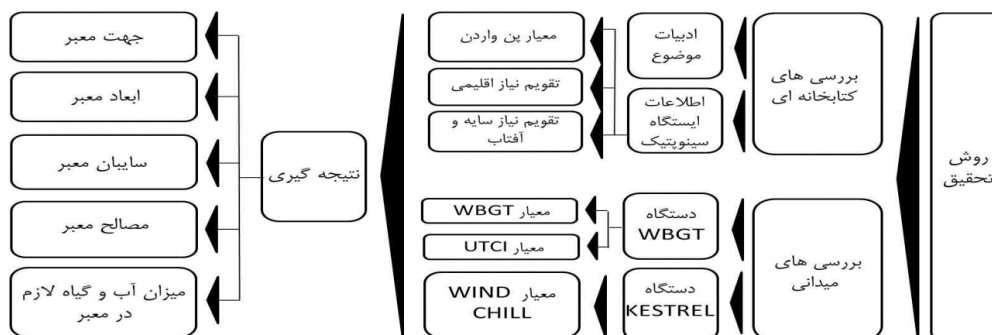 روش
تحقیق
بررسی های
کتابخانه ای
ادبیات
موضوع
اطلاعات
ایستگاه
سینوپتیک
معیار پن واردن
تقویم نیاز اقلیمی
تقویم نیاز سایه و
آفتاب
بررسی های
میدانی
دستگاه
WBGT
معیار WBGT
معیار UTCI
دستگاه
KESTREL
معیار WIND
CHILL
نتیجه گیری
جهت معبر
ابعاد معبر
سایبان معبر
مصالح معبر
میزان آب و گیاه لازم
در معبر